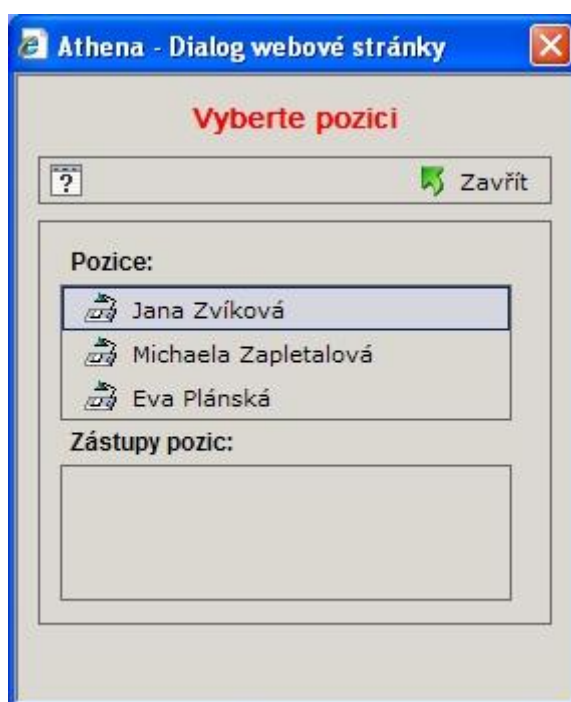 Athena - Dialog webové stránky
Vyberte pozici
? Zavřít
Pozice:
Jana Zvíková
Michaela Zapletalová
Eva Plánská
Zástupy pozic: